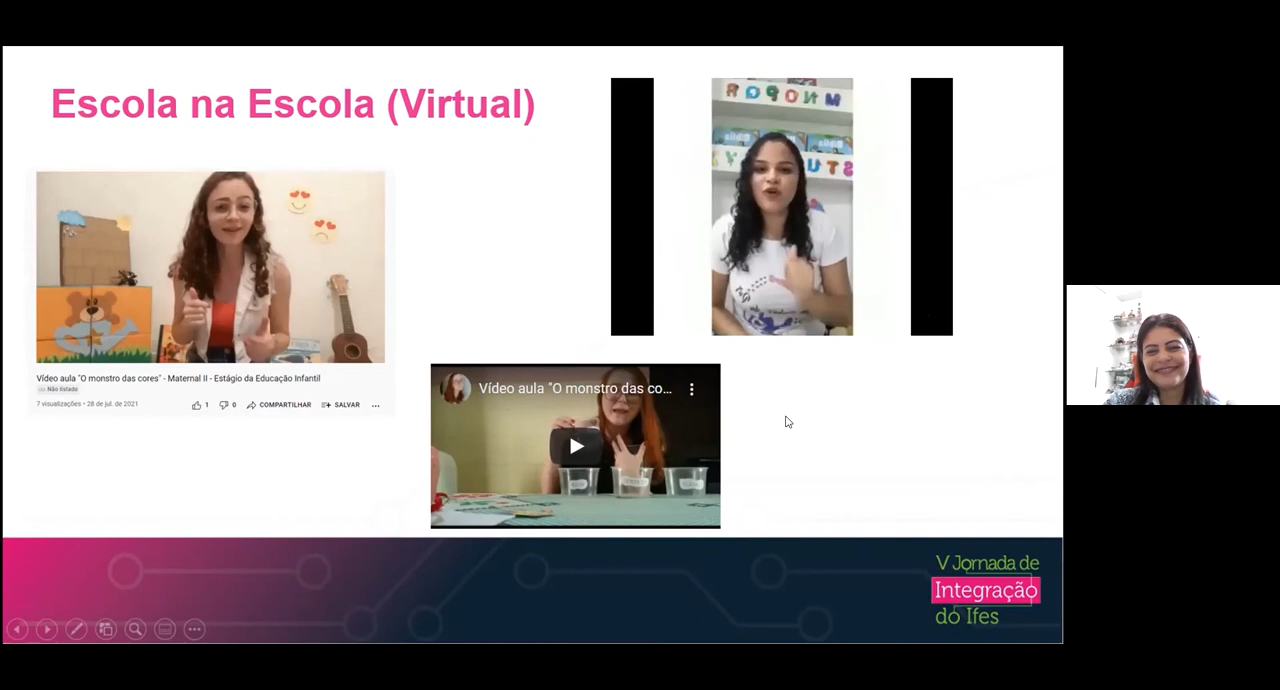 Escola na Escola (Virtual)
Vídeo aula "O monstro das cores" - Maternal II - Estágio da Educação Infantil
Não listado
7 visualizações • 28 de jul. de 2021
1
0
COMPARTILHAR
SALVAR
Vídeo aula "O monstro das co...
V Jornada de
Integração
do Ifes